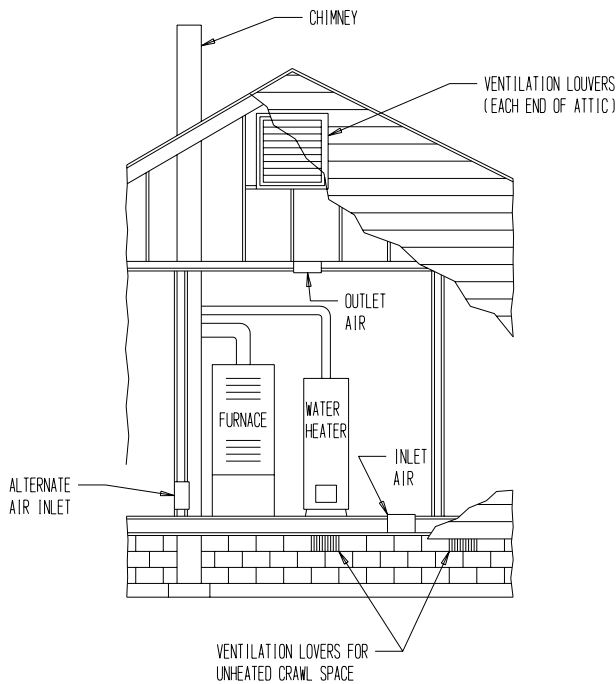 CHIMNEY
VENTILATION LOUVERS
(EACH END OF ATTIC)
OUTLET
AIR
FURNACE
WATER
HEATER
INLET
AIR
ALTERNATE
AIR INLET
VENTILATION LOVERS FOR
UNHEATED CRAWL SPACE